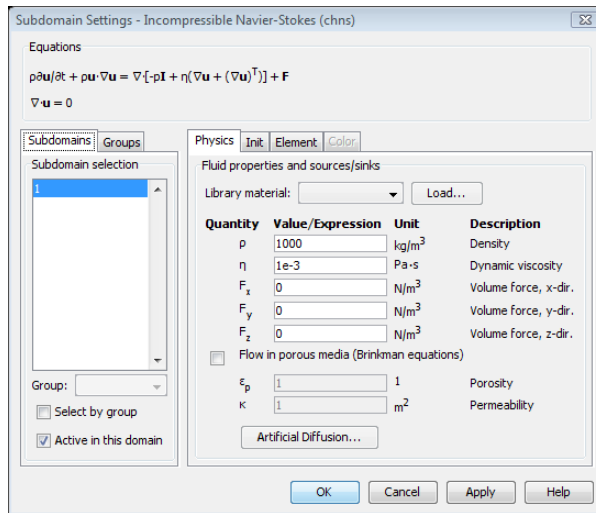 Subdomain Settings - Incompressible Navier-Stokes (chns)
Equations
ρ∂u/∂t + ρu·∇u = ∇·[-pI + η(∇u + (∇u)ᵀ)] + F
∇·u = 0
Subdomains Groups
Subdomain selection
1
Group:
Select by group
Active in this domain
Physics Init Element Color
Fluid properties and sources/sinks
Library material: Load...
Quantity Value/Expression Unit Description
ρ 1000 kg/m³ Density
η 1e-3 Pa·s Dynamic viscosity
Fₓ 0 N/m³ Volume force, x-dir.
Fᵧ 0 N/m³ Volume force, y-dir.
F_z 0 N/m³ Volume force, z-dir.
Flow in porous media (Brinkman equations)
εₚ 1 1 Porosity
κ 1 m² Permeability
Artificial Diffusion...
OK Cancel Apply Help